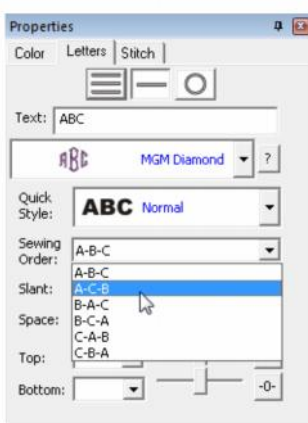 Properties
Color Letters Stitch
Text: ABC
ABC MGM Diamond ?
Quick Style: ABC Normal
Sewing Order: A-B-C
A-B-C
Slant: A-C-B
B-A-C
Space: B-C-A
C-A-B
Top: C-B-A
Bottom: -0-